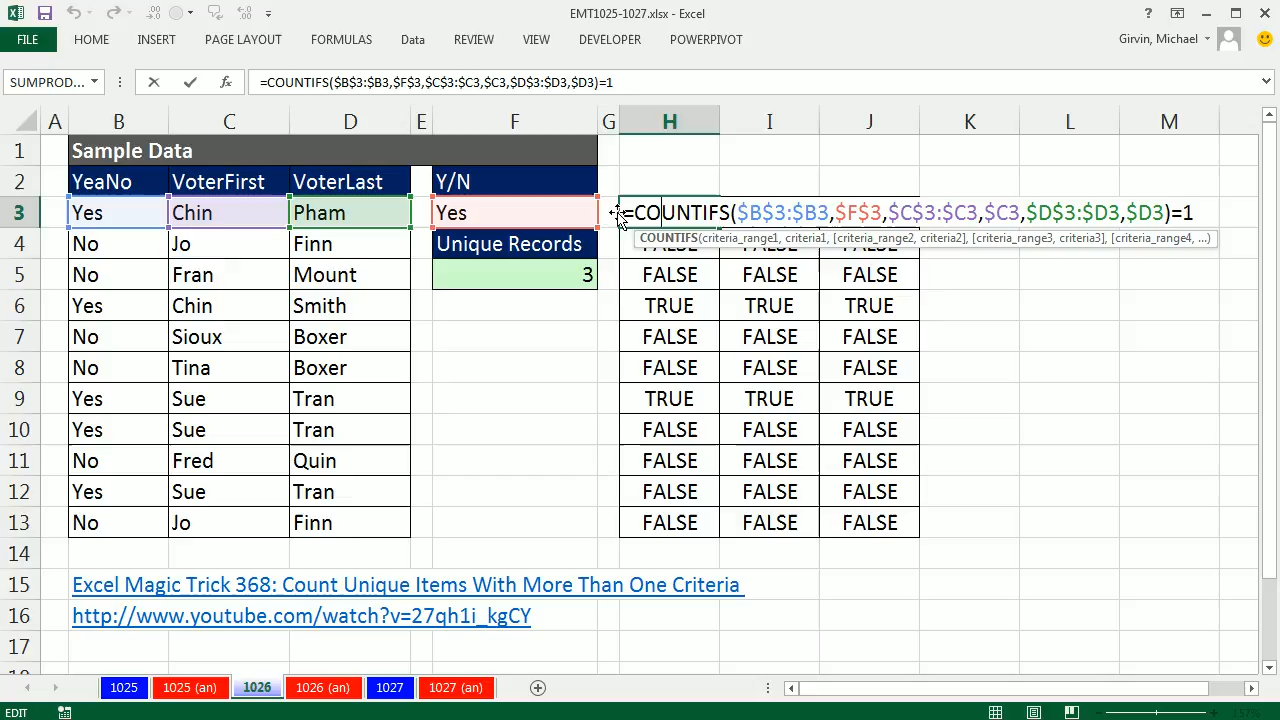 EMT1025-1027.xlsx - Excel
FILE HOME INSERT PAGE LAYOUT FORMULAS Data REVIEW VIEW DEVELOPER POWERPIVOT Girvin, Michael
SUMPROD... fx =COUNTIFS($B$3:$B3,$F$3,$C$3:$C3,$C3,$D$3:$D3,$D3)=1
A B C D E F G H I J K L M
1 Sample Data
2 YeaNo VoterFirst VoterLast Y/N
3 Yes Chin Pham Yes =COUNTIFS($B$3:$B3,$F$3,$C$3:$C3,$C3,$D$3:$D3,$D3)=1
COUNTIFS(criteria_range1, criteria1, [criteria_range2, criteria2], [criteria_range3, criteria3], [criteria_range4, ...)
4 No Jo Finn Unique Records FALSE FALSE FALSE
5 No Fran Mount 3 FALSE FALSE FALSE
6 Yes Chin Smith TRUE TRUE TRUE
7 No Sioux Boxer FALSE FALSE FALSE
8 No Tina Boxer FALSE FALSE FALSE
9 Yes Sue Tran TRUE TRUE TRUE
10 Yes Sue Tran FALSE FALSE FALSE
11 No Fred Quin FALSE FALSE FALSE
12 Yes Sue Tran FALSE FALSE FALSE
13 No Jo Finn FALSE FALSE FALSE
14
15 Excel Magic Trick 368: Count Unique Items With More Than One Criteria
16 http://www.youtube.com/watch?v=27qh1i_kgCY
17
1025 1025 (an) 1026 1026 (an) 1027 1027 (an)
EDIT